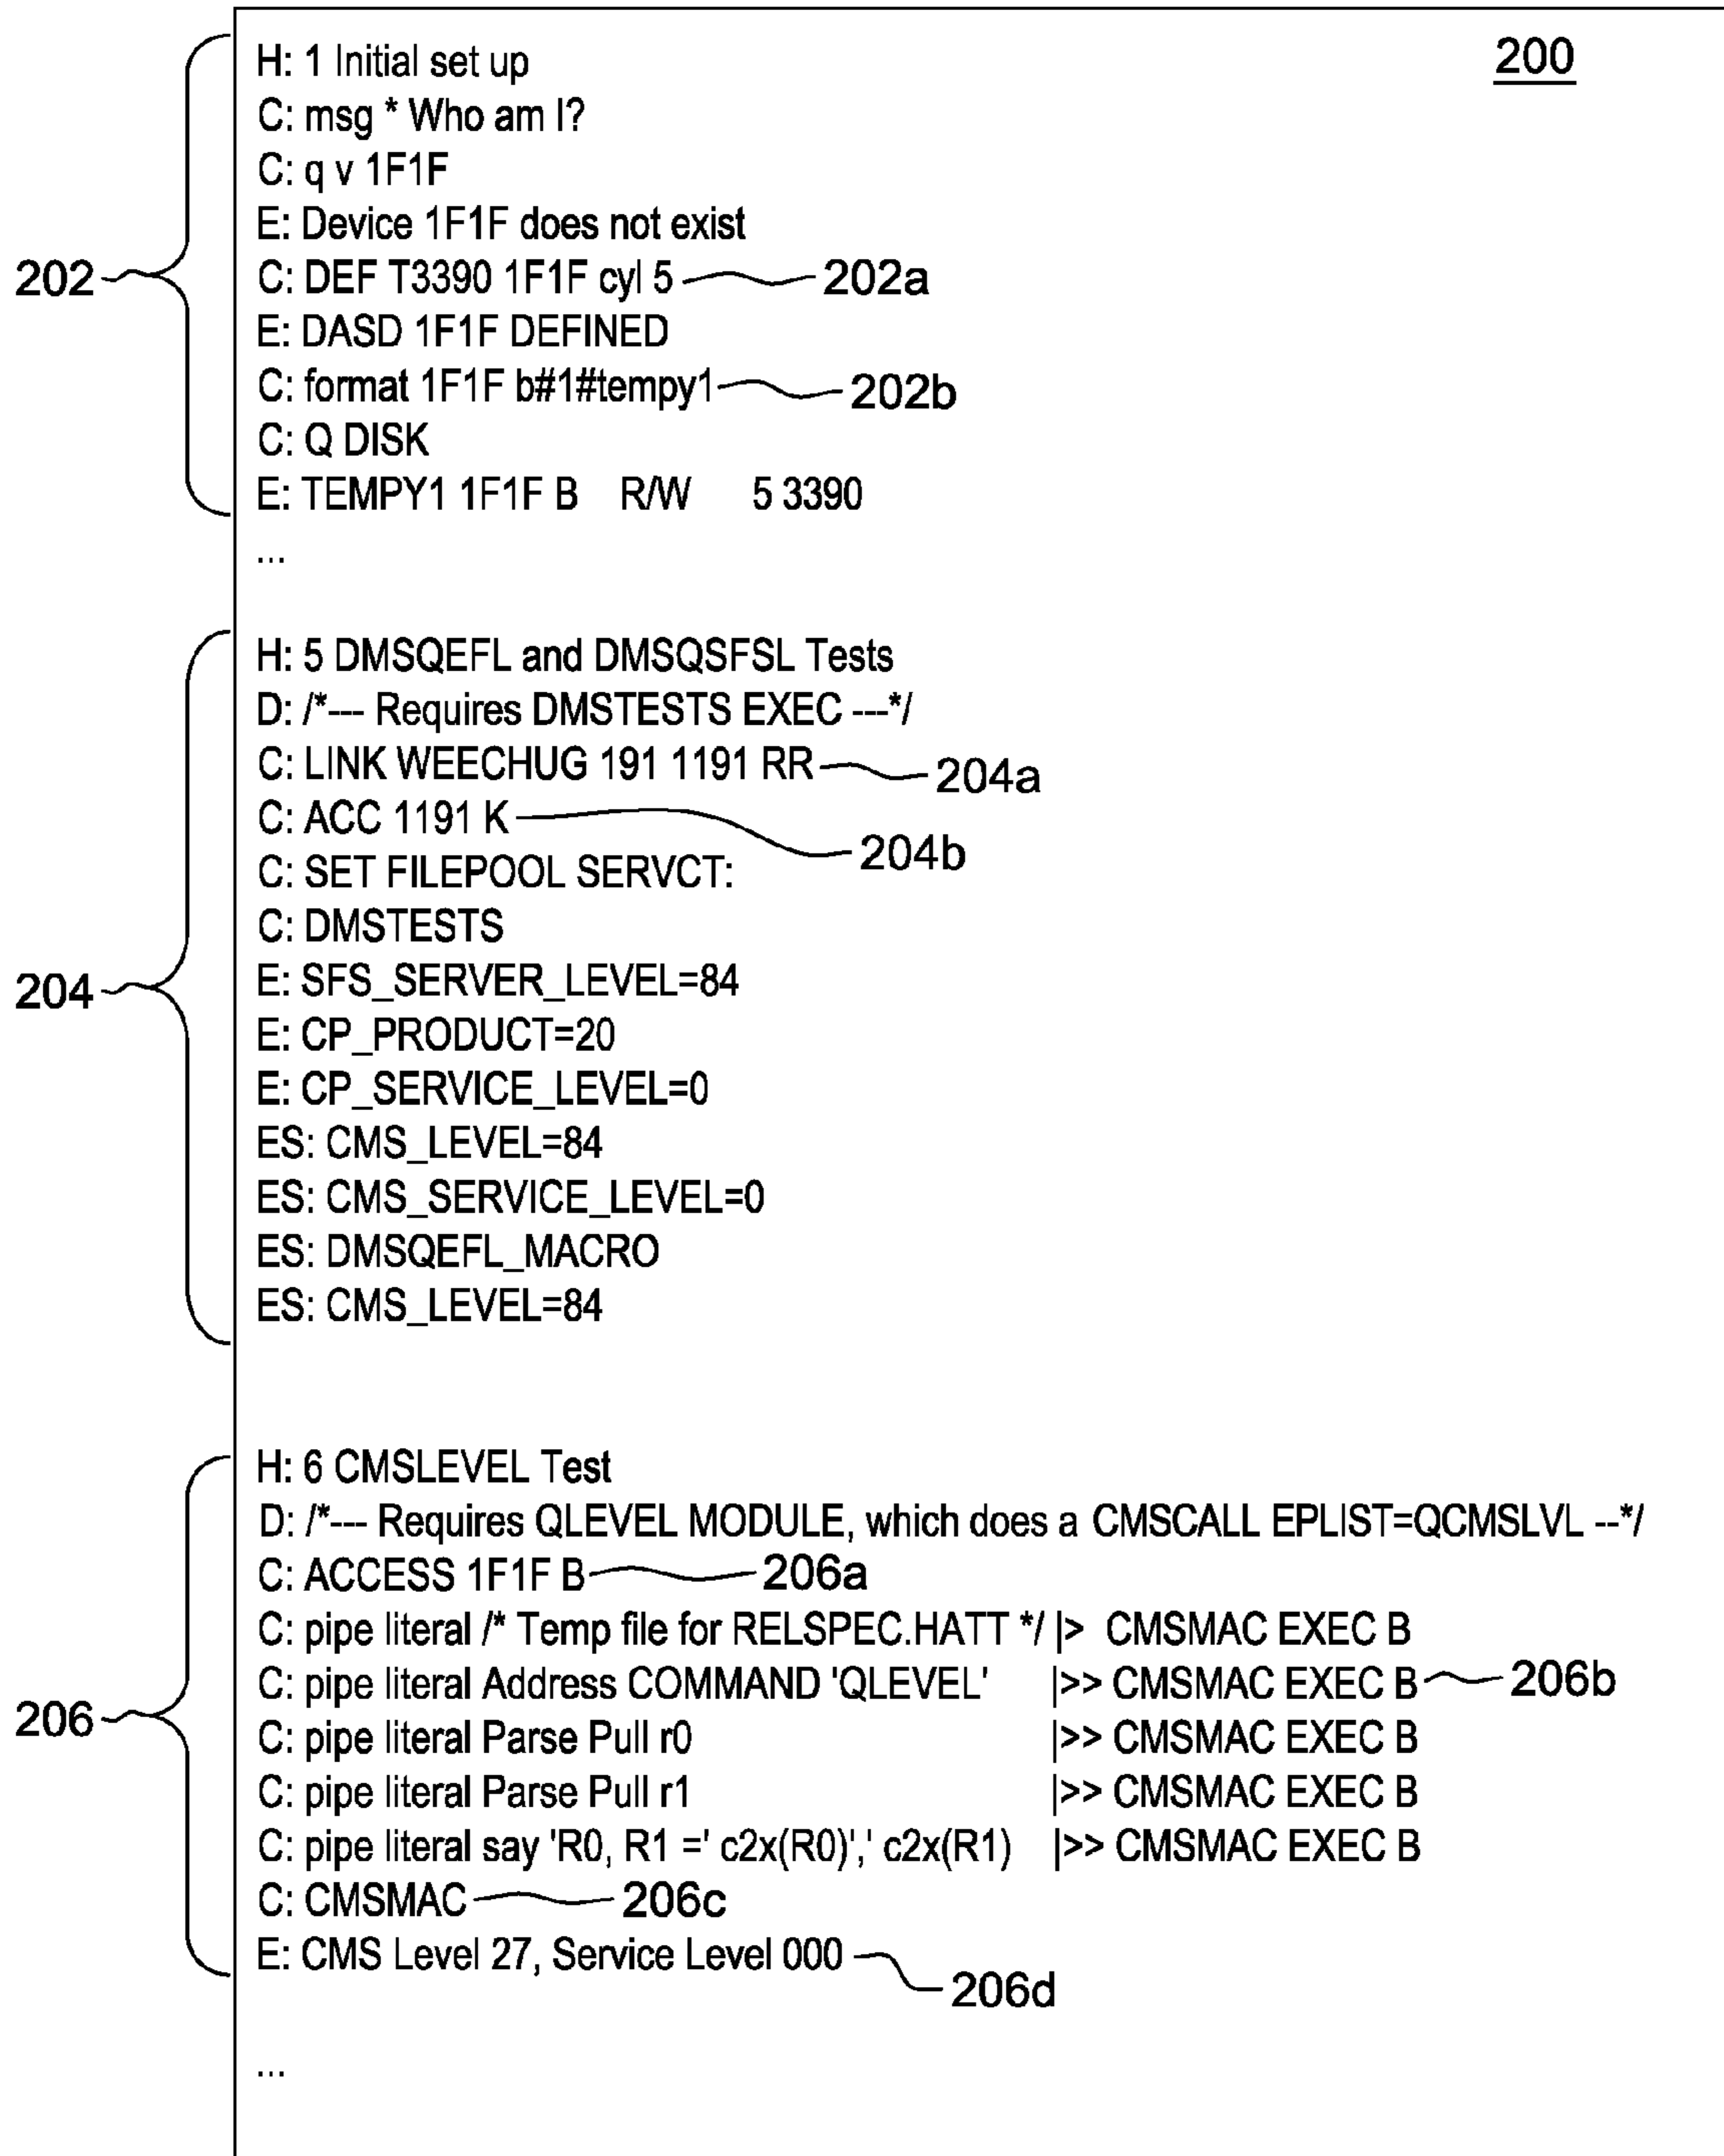 200
H: 1 Initial set up
C: msg * Who am I?
C: q v 1F1F
E: Device 1F1F does not exist
202
C: DEF T3390 1F1F cyl 5 202a
E: DASD 1F1F DEFINED
C: format 1F1F b#1#tempy1 202b
C: Q DISK
E: TEMPY1 1F1F B R/W 5 3390
...
H: 5 DMSQEFL and DMSQSFSL Tests
D: /*--- Requires DMSTESTS EXEC ---*/
C: LINK WEECHUG 191 1191 RR 204a
C: ACC 1191 K 204b
C: SET FILEPOOL SERVCT:
C: DMSTESTS
204
E: SFS_SERVER_LEVEL=84
E: CP_PRODUCT=20
E: CP_SERVICE_LEVEL=0
ES: CMS_LEVEL=84
ES: CMS_SERVICE_LEVEL=0
ES: DMSQEFL_MACRO
ES: CMS_LEVEL=84
H: 6 CMSLEVEL Test
D: /*--- Requires QLEVEL MODULE, which does a CMSCALL EPLIST=QCMSLVL --*/
C: ACCESS 1F1F B 206a
C: pipe literal /* Temp file for RELSPEC.HATT */ |> CMSMAC EXEC B
C: pipe literal Address COMMAND 'QLEVEL' |>> CMSMAC EXEC B 206b
206
C: pipe literal Parse Pull r0 |>> CMSMAC EXEC B
C: pipe literal Parse Pull r1 |>> CMSMAC EXEC B
C: pipe literal say 'R0, R1 =' c2x(R0)',' c2x(R1) |>> CMSMAC EXEC B
C: CMSMAC 206c
E: CMS Level 27, Service Level 000 206d
...